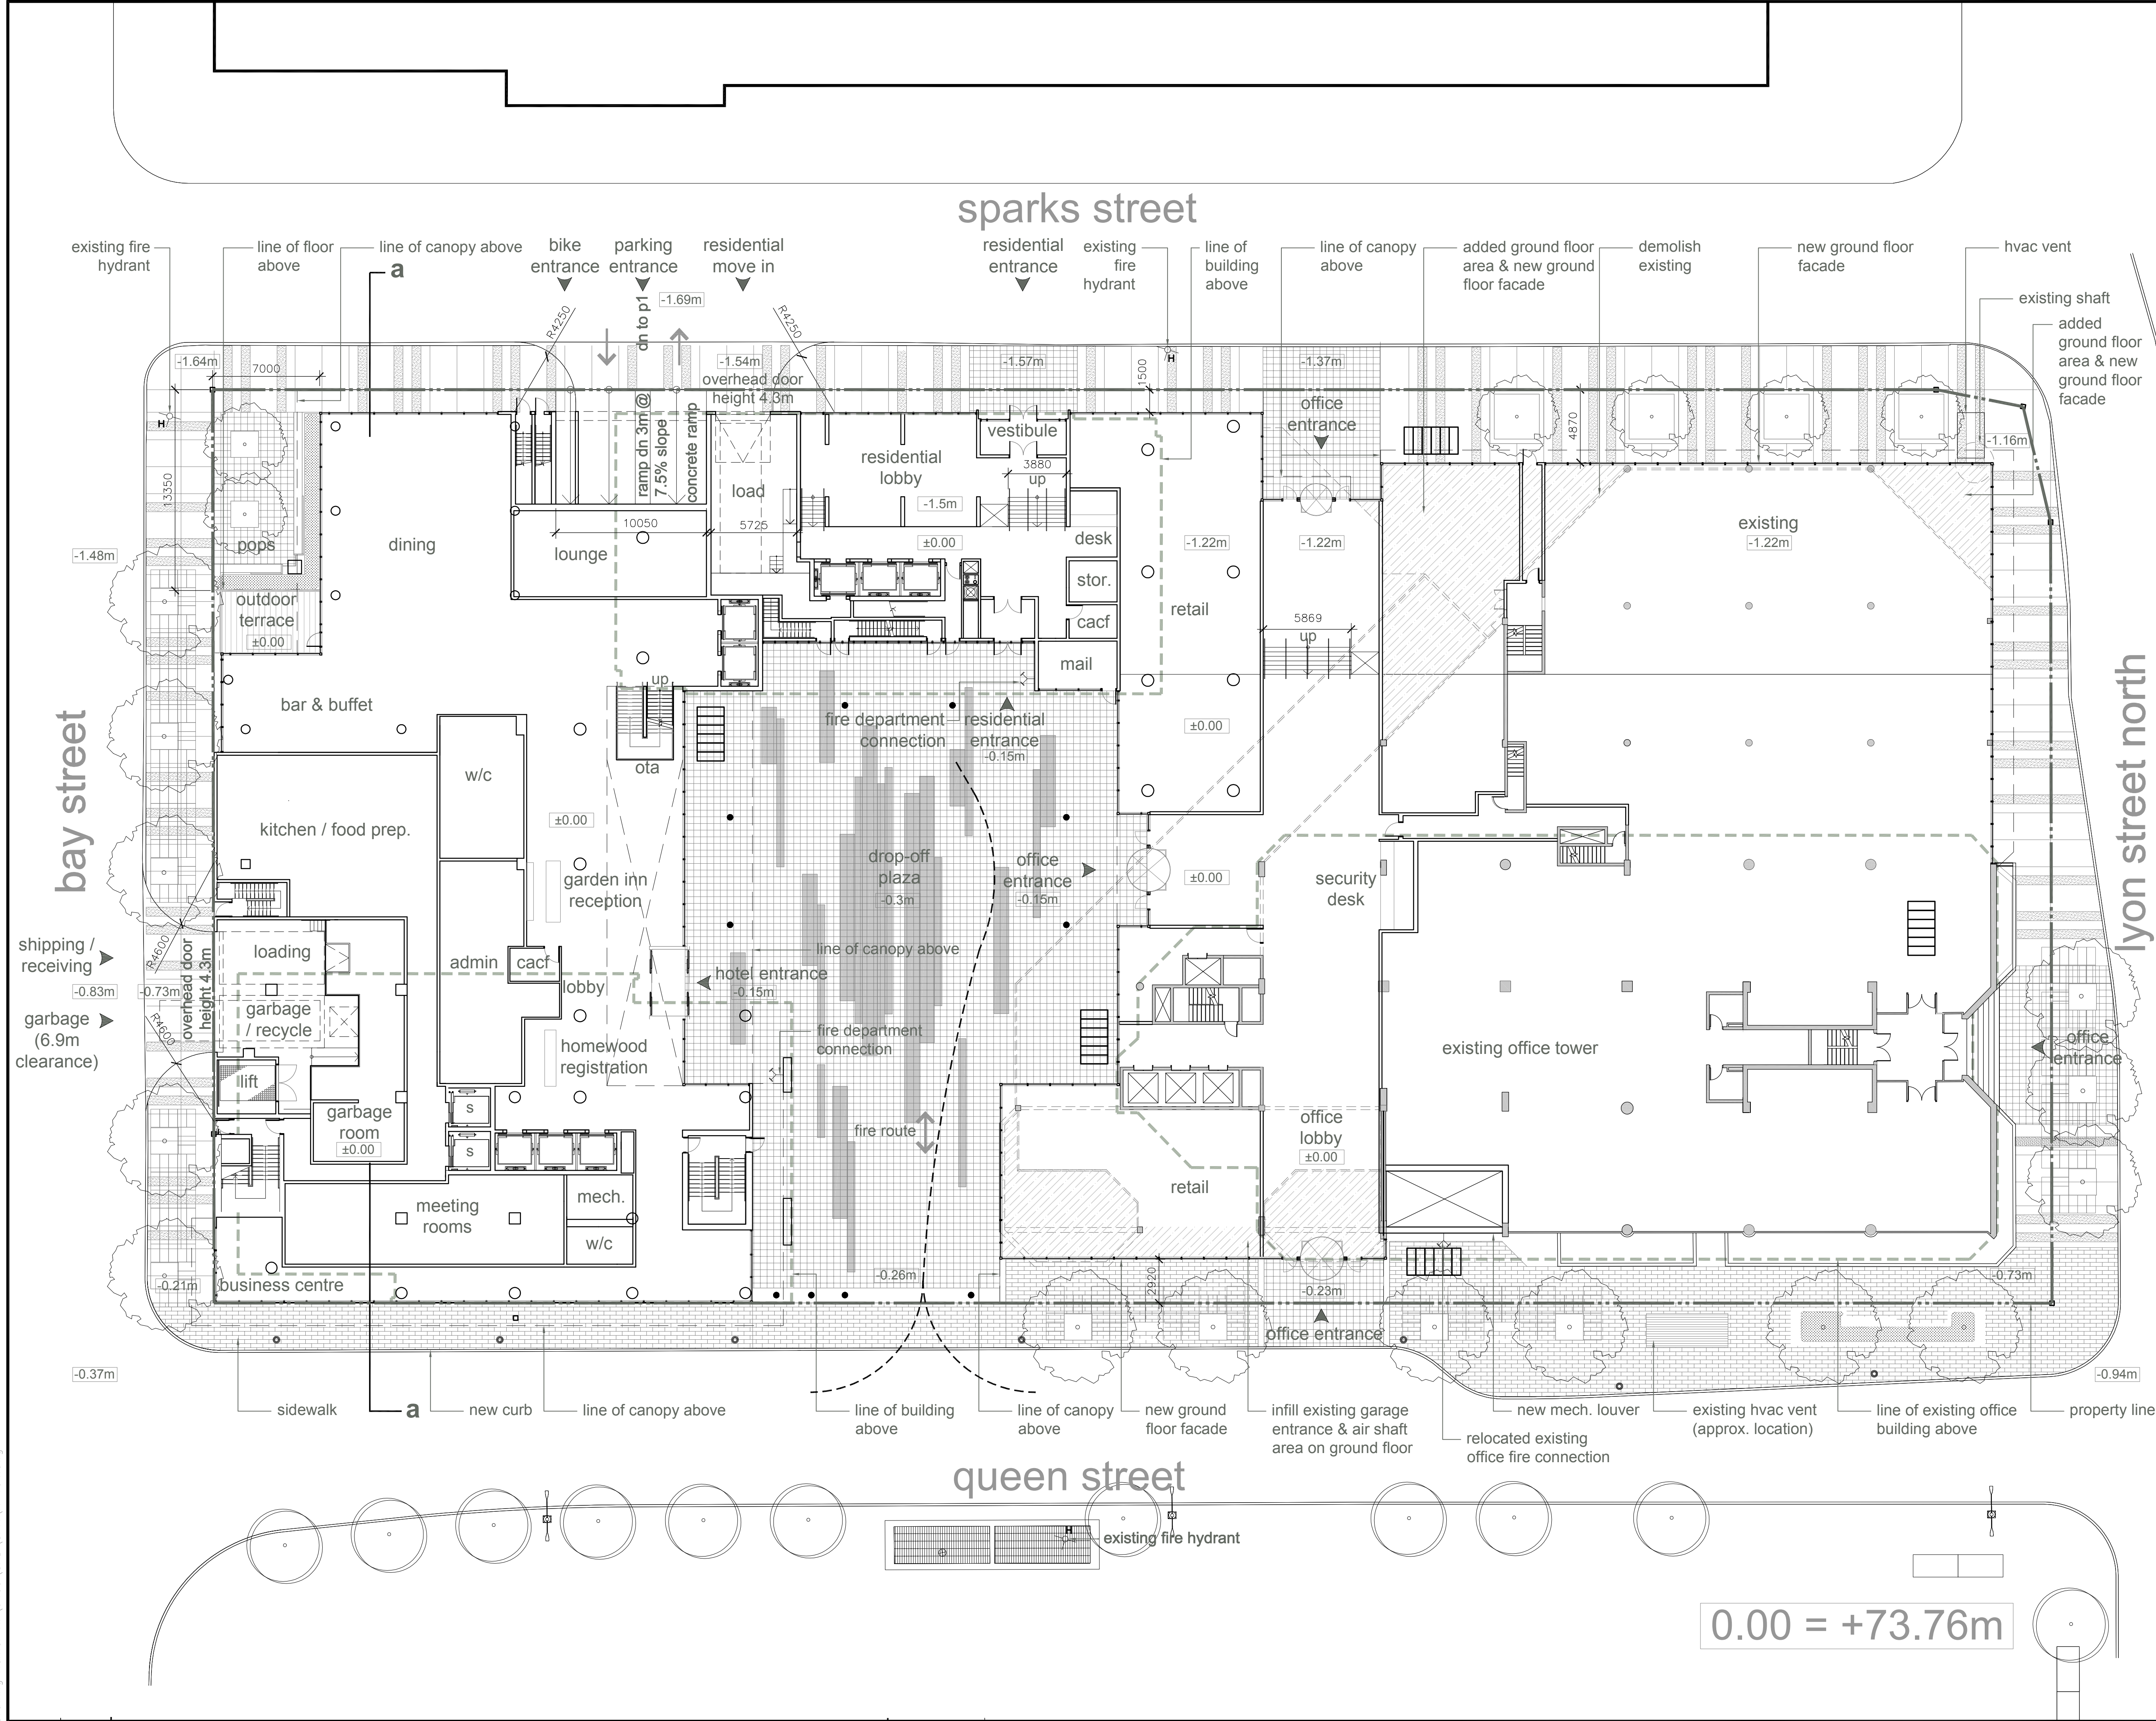 sparks street
existing fire
hydrant
line of floor
above
line of canopy above
a
bike
entrance
parking
entrance
residential
move in
residential
entrance
existing
fire
hydrant
line of
building
above
line of canopy
above
added ground floor
area & new ground
floor facade
demolish
existing
new ground floor
facade
hvac vent
existing shaft
added
ground floor
area & new
ground floor
facade
-1.69m
dn to p1
R4250
R4250
-1.64m
7000
-1.54m
overhead door
height 4.3m
-1.57m
1500
H
-1.37m
H
13350
ramp dn 3m @
7.5% slope
concrete ramp
office
entrance
4870
-1.16m
vestibule
residential
lobby
3880
up
load
-1.5m
10050
5725
pops
dining
lounge
±0.00
desk
-1.22m
-1.22m
existing
-1.22m
-1.48m
stor.
outdoor
terrace
±0.00
retail
cacf
5869
up
mail
bar & buffet
up
fire department
connection
residential
entrance
-0.15m
±0.00
bay street
lyon street north
w/c
ota
kitchen / food prep.
±0.00
drop-off
plaza
-0.3m
office
entrance
-0.15m
±0.00
security
desk
garden inn
reception
shipping /
receiving
R4600
overhead door
height 4.3m
loading
admin
cacf
line of canopy above
hotel entrance
-0.15m
lobby
-0.83m
-0.73m
garbage
/ recycle
garbage
(6.9m
clearance)
R4600
fire department
connection
homewood
registration
existing office tower
office
entrance
lift
garbage
room
±0.00
s
s
fire route
office
lobby
±0.00
meeting
rooms
mech.
w/c
retail
-0.21m
business centre
-0.26m
2920
-0.23m
-0.73m
office entrance
-0.37m
-0.94m
sidewalk
a
new curb
line of canopy above
line of building
above
line of canopy
above
new ground
floor facade
infill existing garage
entrance & air shaft
area on ground floor
new mech. louver
relocated existing
office fire connection
existing hvac vent
(approx. location)
line of existing office
building above
property line
queen street
H
existing fire hydrant
0.00 = +73.76m